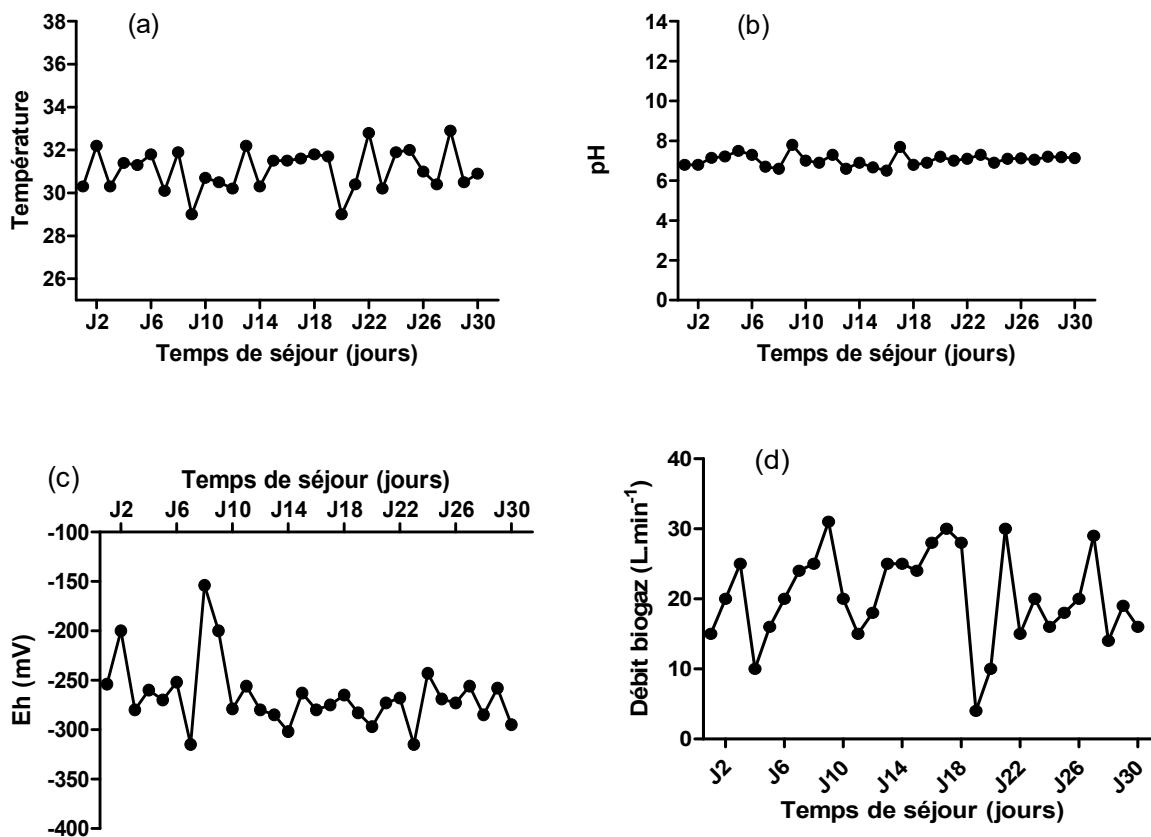 (a)
38
36
34
32
30
28
26
Température
J2 J6 J10 J14 J18 J22 J26 J30
Temps de séjour (jours)
(b)
14
12
10
8
6
4
2
0
pH
J2 J6 J10 J14 J18 J22 J26 J30
Temps de séjour (jours)
(c)
Temps de séjour (jours)
J2 J6 J10 J14 J18 J22 J26 J30
-100
-150
-200
-250
-300
-350
-400
Eh (mV)
(d)
40
30
20
10
0
Débit biogaz (L.min-1)
J2 J6 J10 J14 J18 J22 J26 J30
Temps de séjour (jours)